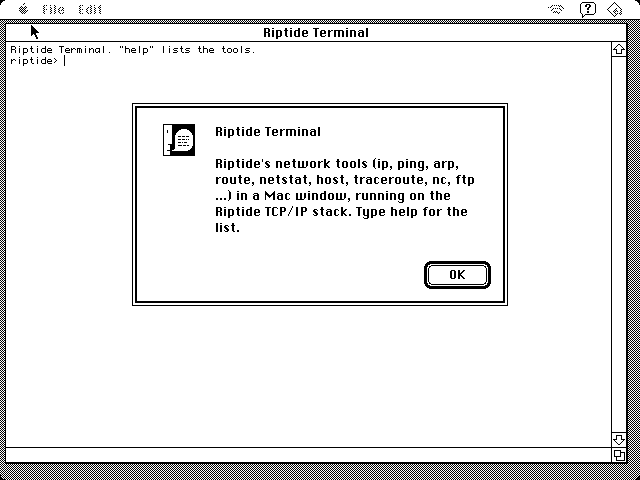 File Edit
Riptide Terminal
Riptide Terminal. "help" lists the tools.
riptide>
Riptide Terminal
Riptide's network tools (ip, ping, arp,
route, netstat, host, traceroute, nc, ftp
...) in a Mac window, running on the
Riptide TCP/IP stack. Type help for the
list.
OK